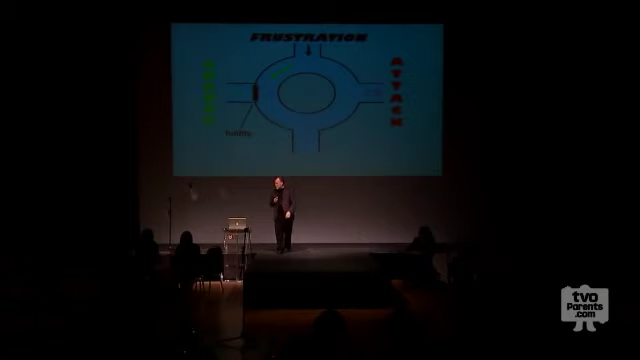 FRUSTRATION
ATTACK
futility
tvo
Parents
.com